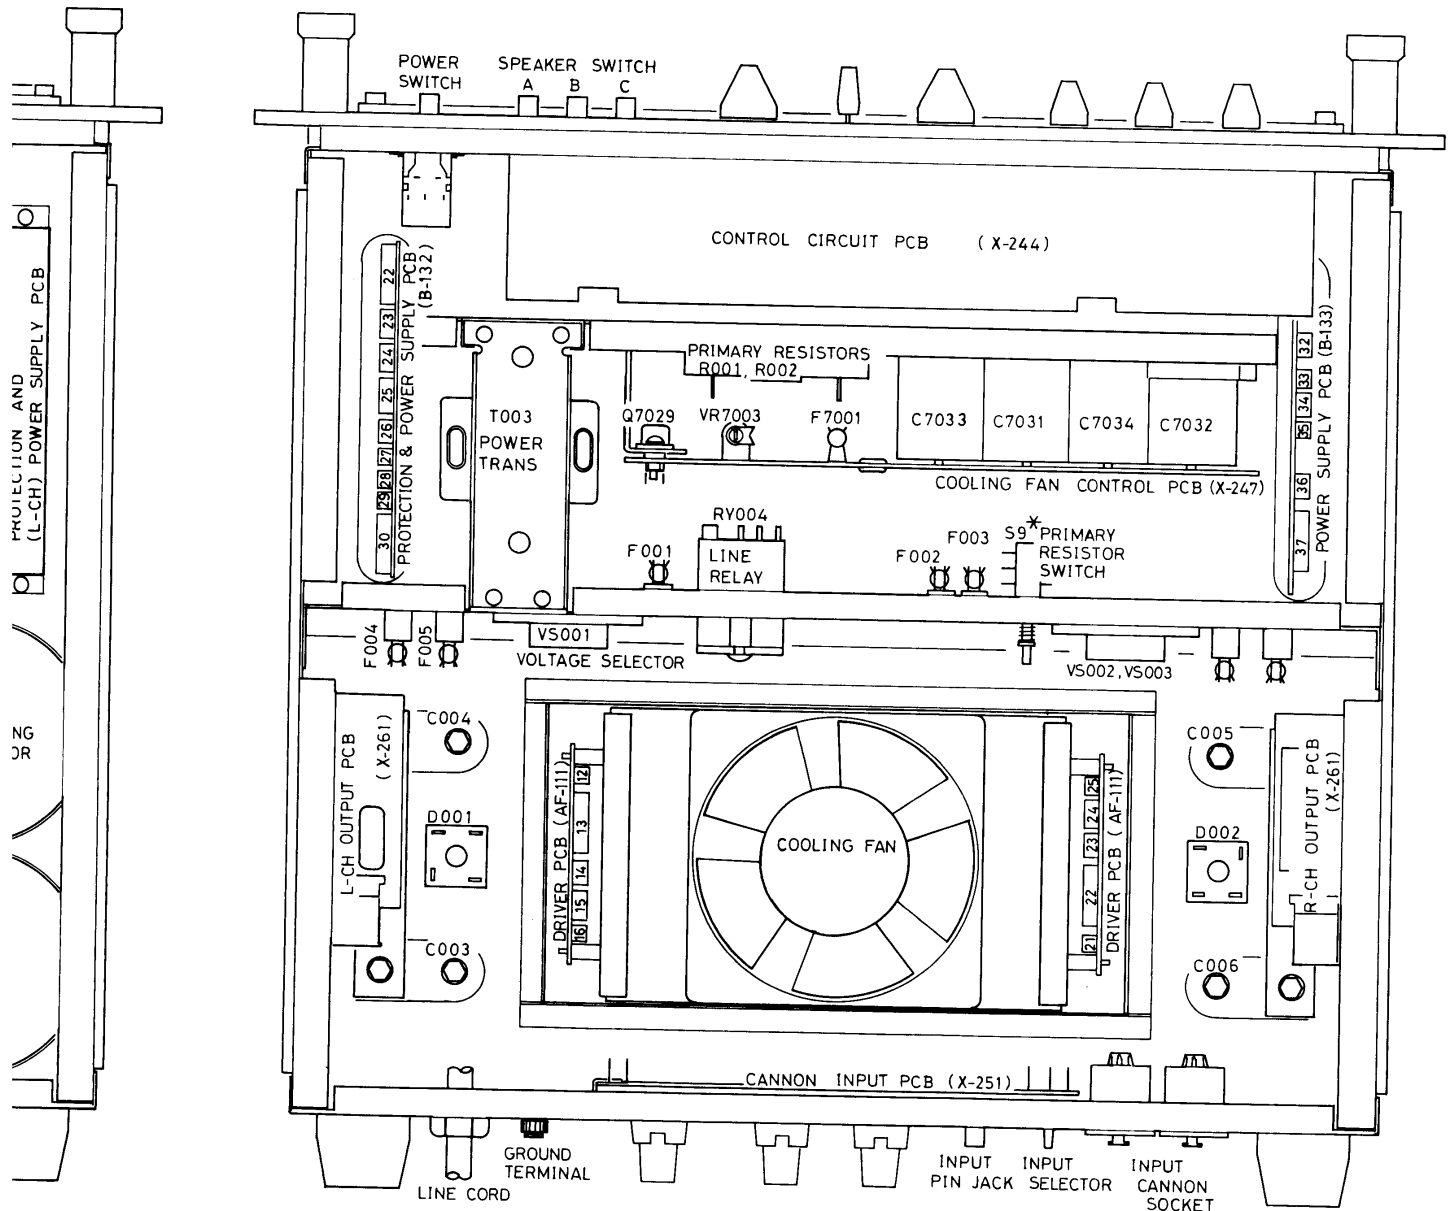 POWER
SWITCH
SPEAKER SWITCH
A B C
CONTROL CIRCUIT PCB (X-244)
(L-CH) POWER SUPPLY PCB
PROTECTION AND
22
23
24
25
26
27
28
29
30
PROTECTION & POWER SUPPLY PCB
(B-132)
T003
POWER
TRANS
PRIMARY RESISTORS
R001, R002
Q7029
VR7003
F7001
C7033
C7031
C7034
C7032
COOLING FAN CONTROL PCB (X-247)
32
33
34
35
36
37
POWER SUPPLY PCB (B-133)
F001
RY004
LINE
RELAY
F002
F003
S9*
PRIMARY
RESISTOR
SWITCH
F004
F005
VS001
VOLTAGE SELECTOR
VS002, VS003
NG
OR
L-CH OUTPUT PCB
(X-261)
C004
D001
C003
DRIVER PCB (AF-111)
12
13
14
15
16
COOLING FAN
25
24
23
22
21
DRIVER PCB (AF-111)
C005
D002
C006
R-CH OUTPUT PCB
(X-261)
CANNON INPUT PCB (X-251)
GROUND
TERMINAL
LINE CORD
INPUT
PIN JACK
INPUT
SELECTOR
INPUT
CANNON
SOCKET